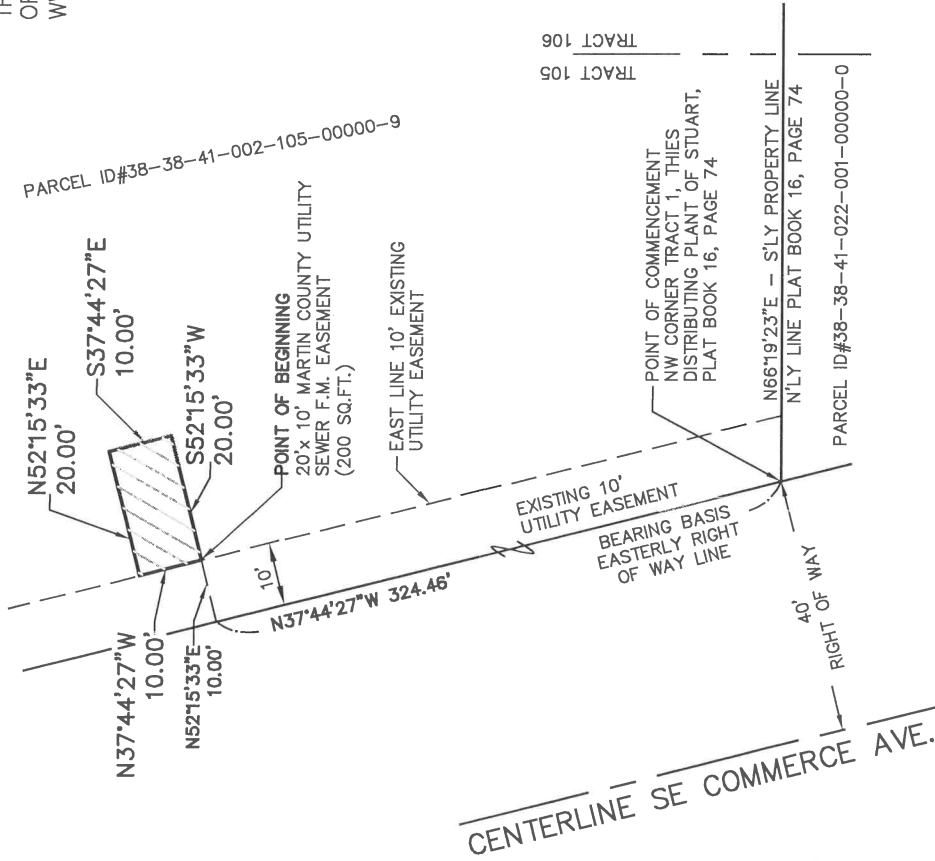 TH
OF
W
PARCEL ID#38-38-41-002-105-00000-9
N52°15'33"E
20.00'
S37°44'27"E
10.00'
S52°15'33"W
20.00'
POINT OF BEGINNING
20'x 10' MARTIN COUNTY UTILITY
SEWER F.M. EASEMENT
(200 SQ.FT.)
EAST LINE 10' EXISTING
UTILITY EASEMENT
N37°44'27"W
10.00'
N52°15'33"E
10.00'
10'
N37°44'27"W 324.46'
EXISTING 10'
UTILITY EASEMENT
BEARING BASIS
EASTERLY RIGHT
OF WAY LINE
TRACT 106
TRACT 105
POINT OF COMMENCEMENT
NW CORNER TRACT 1, THIES
DISTRIBUTING PLANT OF STUART,
PLAT BOOK 16, PAGE 74
N66°19'23"E - S'LY PROPERTY LINE
N'LY LINE PLAT BOOK 16, PAGE 74
PARCEL ID#38-38-41-022-001-00000-0
40'
RIGHT OF WAY
CENTERLINE SE COMMERCE AVE.